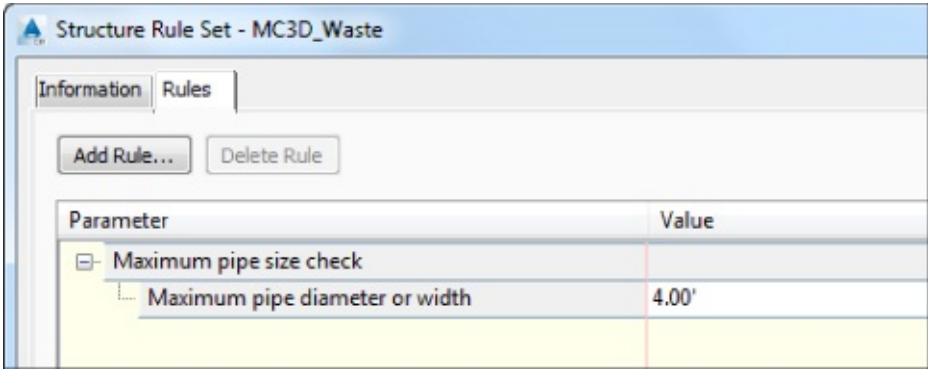 Structure Rule Set - MC3D_Waste
Information Rules
Add Rule... Delete Rule
Parameter Value
Maximum pipe size check
Maximum pipe diameter or width 4.00'